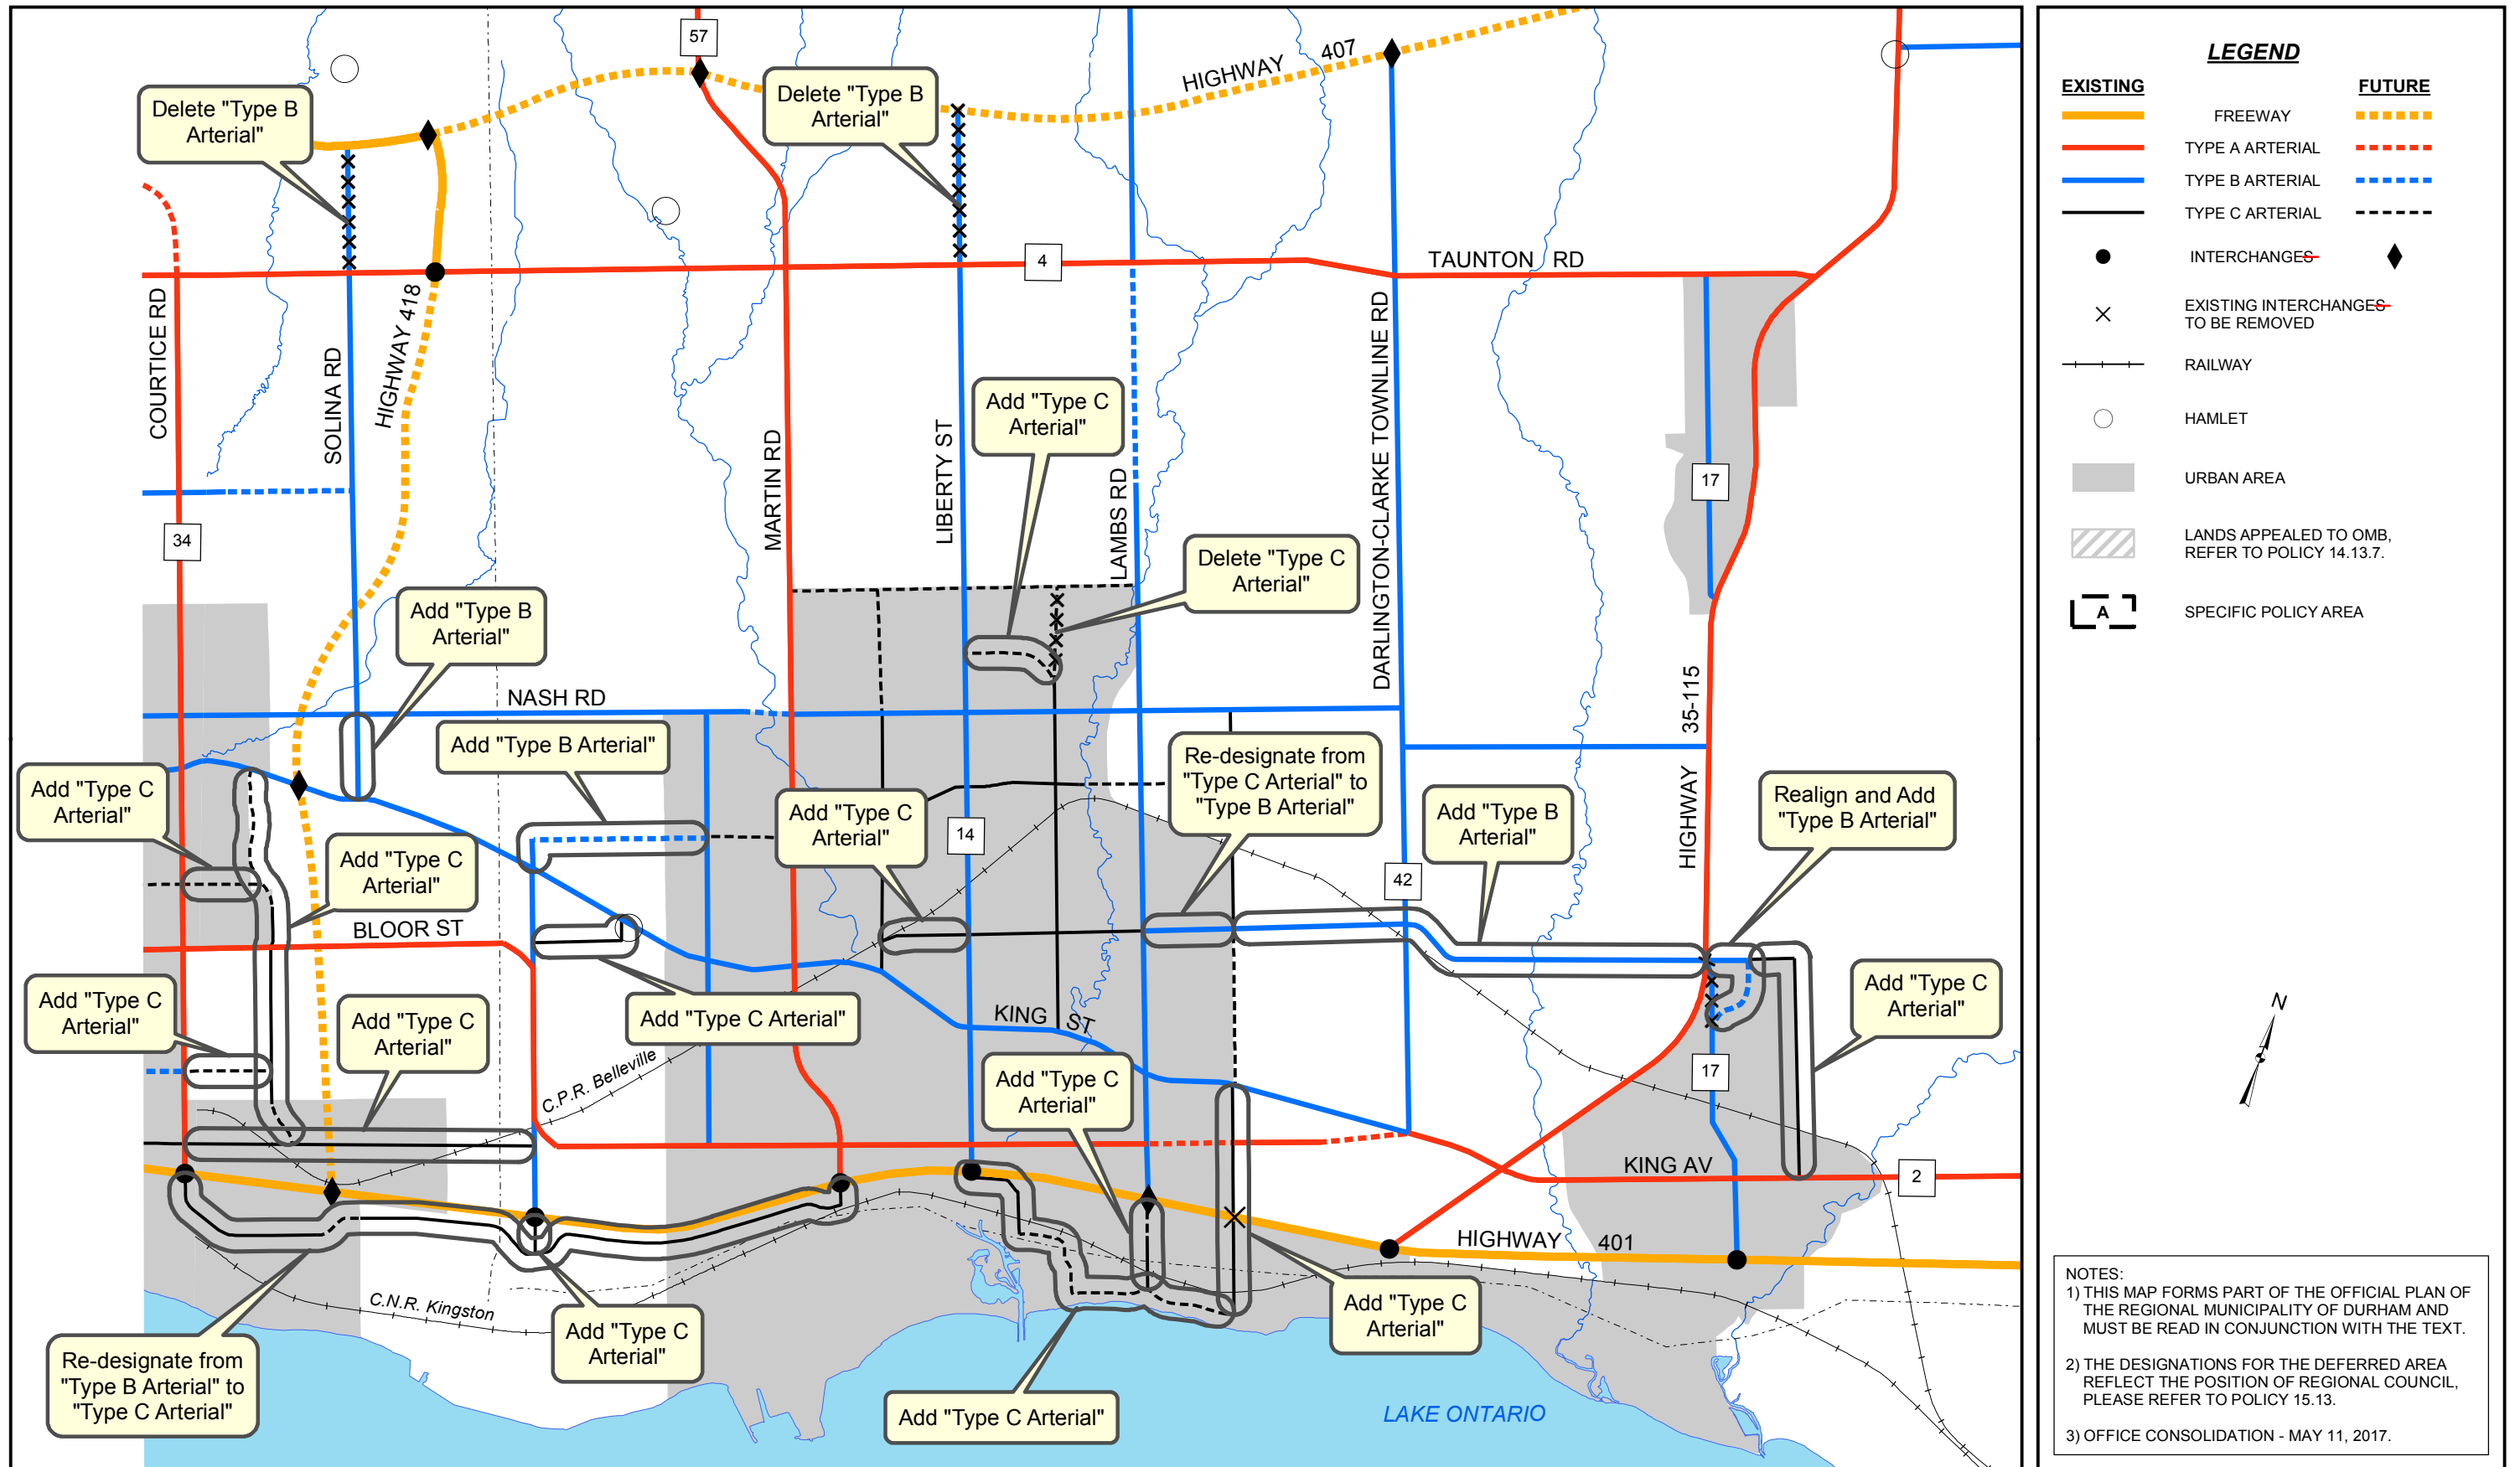 57
HIGHWAY 407
Delete "Type B
Arterial"
Delete "Type B
Arterial"
4
TAUNTON RD
COURTICE RD
SOLINA RD
HIGHWAY 418
MARTIN RD
LIBERTY ST
LAMBS RD
DARLINGTON-CLARKE TOWNLINE RD
Add "Type C
Arterial"
17
34
Delete "Type C
Arterial"
Add "Type B
Arterial"
NASH RD
HIGHWAY 35-115
Add "Type B Arterial"
Re-designate from
"Type C Arterial" to
"Type B Arterial"
Add "Type C
Arterial"
Add "Type C
Arterial"
Add "Type B
Arterial"
Realign and Add
"Type B Arterial"
14
Add "Type C
Arterial"
42
BLOOR ST
Add "Type C
Arterial"
Add "Type C
Arterial"
Add "Type C Arterial"
KING ST
Add "Type C
Arterial"
C.P.R. Belleville
Add "Type C
Arterial"
17
KING AV
2
HIGHWAY 401
C.N.R. Kingston
Add "Type C
Arterial"
Add "Type C
Arterial"
Re-designate from
"Type B Arterial" to
"Type C Arterial"
Add "Type C Arterial"
LAKE ONTARIO
N
LEGEND
EXISTING
FUTURE
FREEWAY
TYPE A ARTERIAL
TYPE B ARTERIAL
TYPE C ARTERIAL
INTERCHANGES
EXISTING INTERCHANGES
TO BE REMOVED
RAILWAY
HAMLET
URBAN AREA
LANDS APPEALED TO OMB,
REFER TO POLICY 14.13.7.
A
SPECIFIC POLICY AREA
NOTES:
1) THIS MAP FORMS PART OF THE OFFICIAL PLAN OF
THE REGIONAL MUNICIPALITY OF DURHAM AND
MUST BE READ IN CONJUNCTION WITH THE TEXT.
2) THE DESIGNATIONS FOR THE DEFERRED AREA
REFLECT THE POSITION OF REGIONAL COUNCIL,
PLEASE REFER TO POLICY 15.13.
3) OFFICE CONSOLIDATION - MAY 11, 2017.